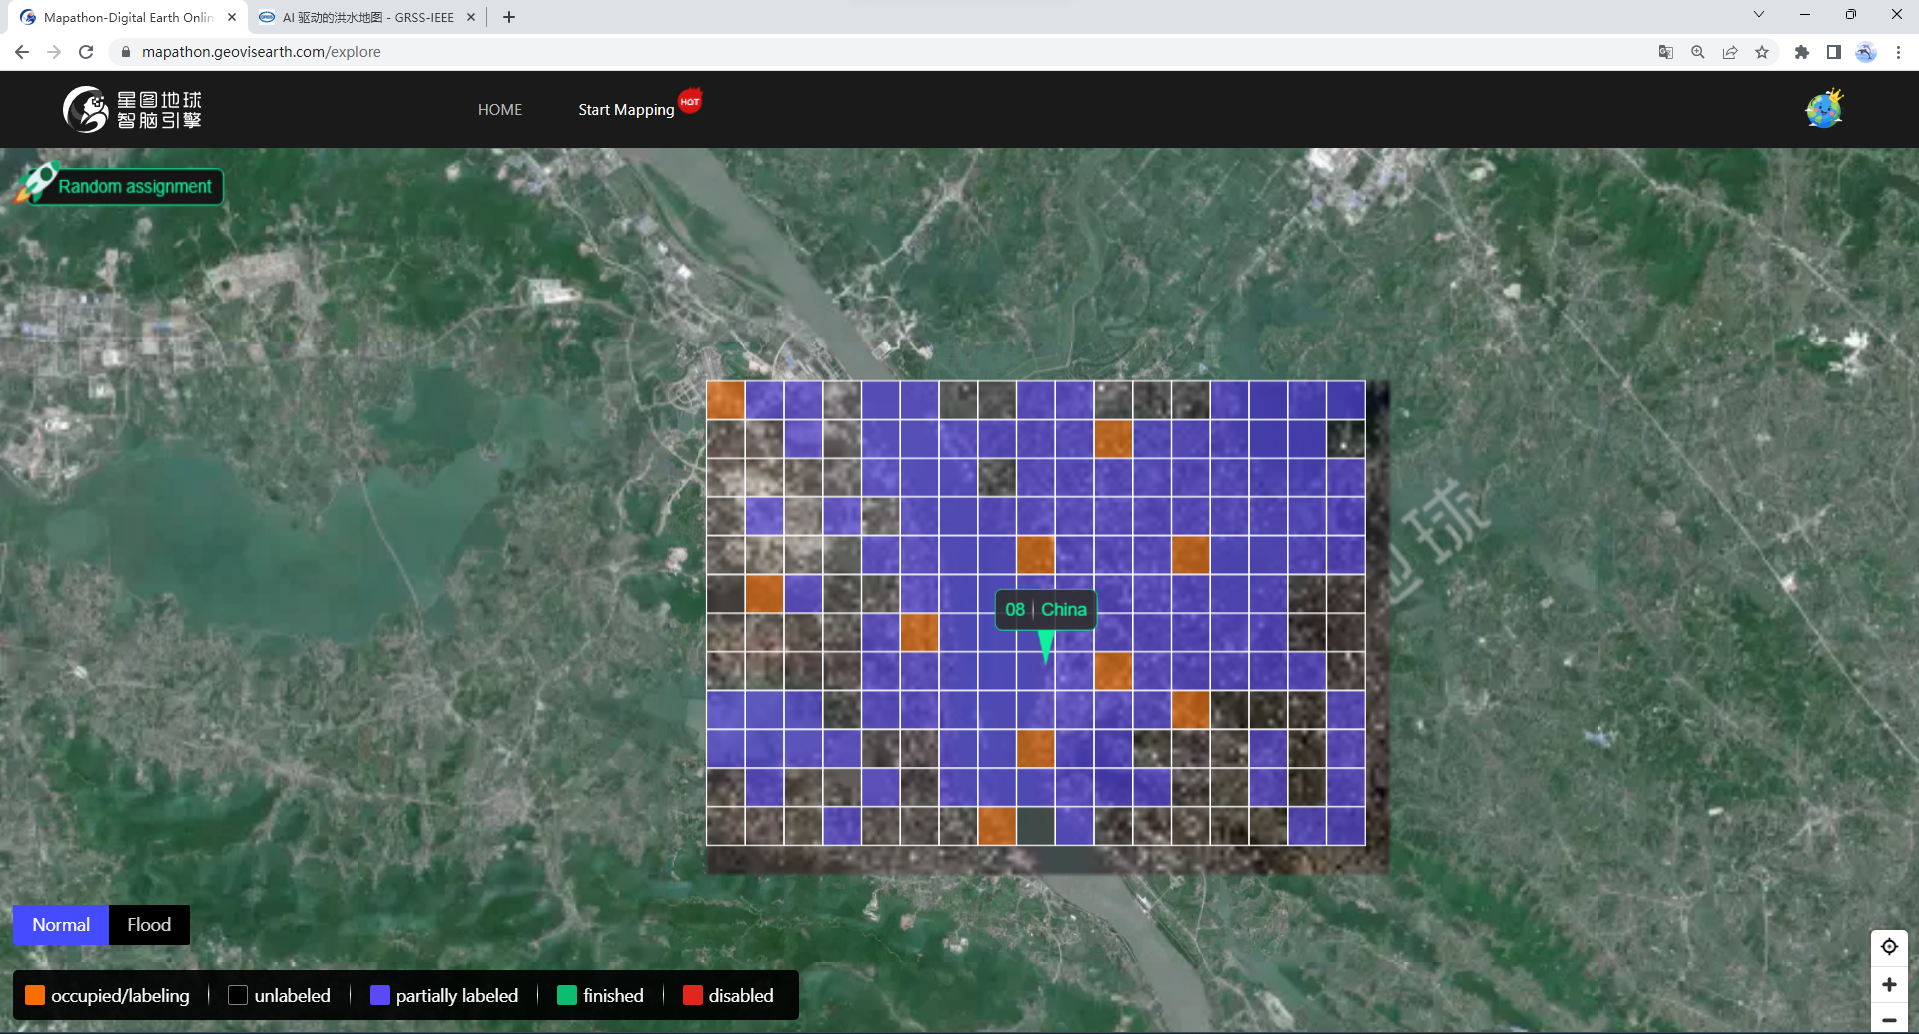 Mapathon-Digital Earth Onlin
AI 驱动的洪水地图 - GRSS-IEEE
mapathon.geovisearth.com/explore
星图地球
智脑引擎
HOME
Start Mapping
HOT
Random assignment
地球
08 | China
Normal
Flood
occupied/labeling
unlabeled
partially labeled
finished
disabled